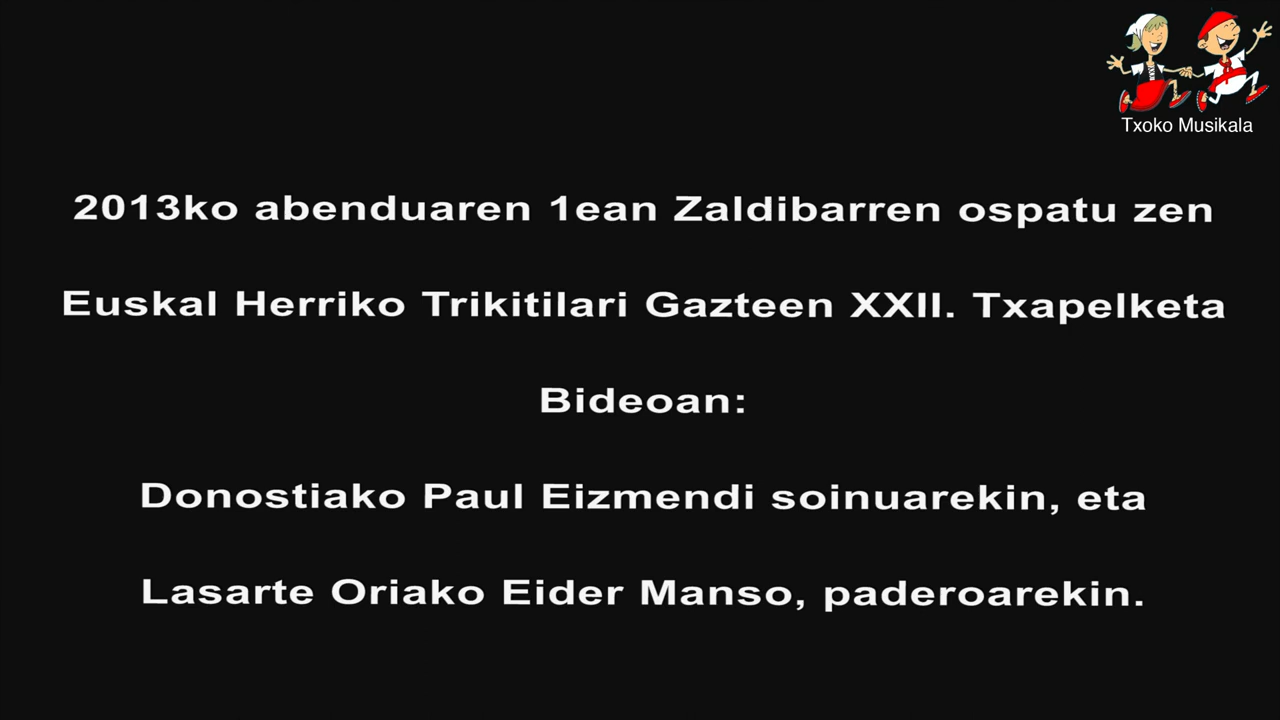 Txoko Musikala
2013ko abenduaren 1ean Zaldibarren ospatu zen
Euskal Herriko Trikitilari Gazteen XXII. Txapelketa
Bideoan:
Donostiako Paul Eizmendi soinuarekin, eta
Lasarte Oriako Eider Manso, paderoarekin.